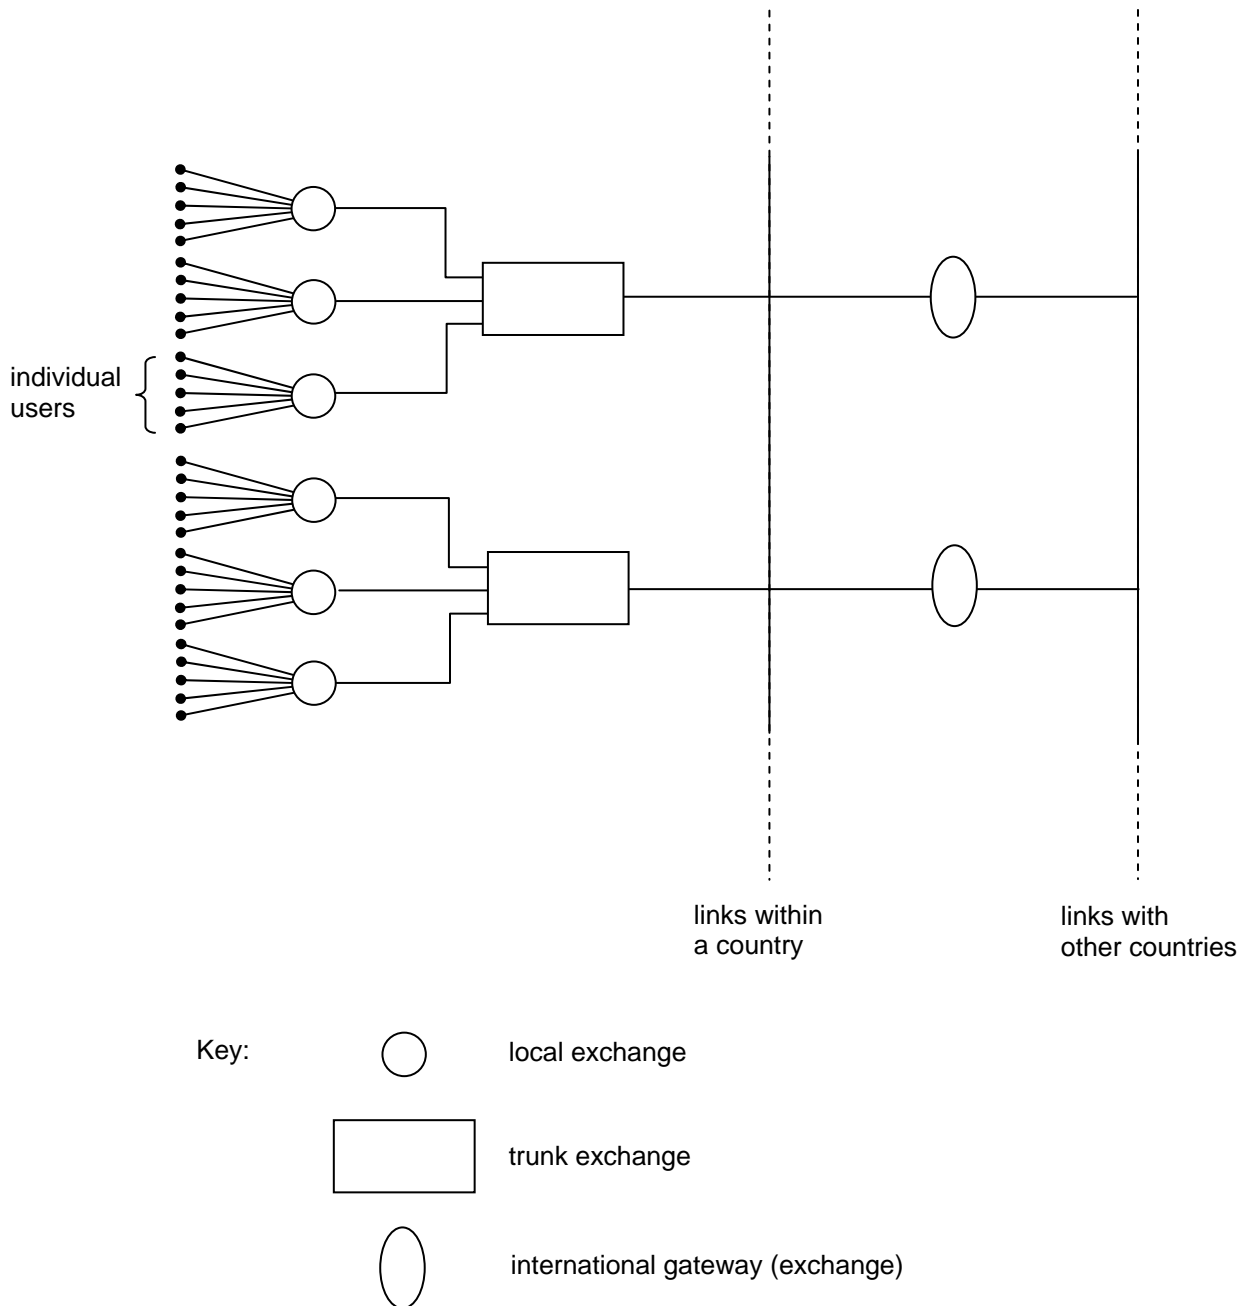 individual
users
links within
a country
links with
other countries
Key:
local exchange
trunk exchange
international gateway (exchange)